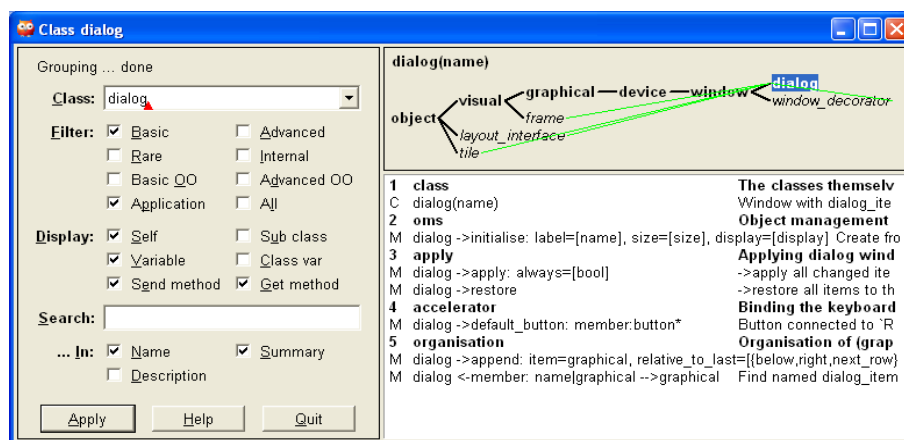 Class dialog
Grouping ... done
Class: dialog
Filter: Basic Advanced
Rare Internal
Basic OO Advanced OO
Application All
Display: Self Sub class
Variable Class var
Send method Get method
Search:
... In: Name Summary
Description
Apply Help Quit
dialog(name)
object visual graphical device window dialog
window_decorator
frame
layout_interface
tile
1 class The classes themselv
C dialog(name) Window with dialog_ite
2 oms Object management
M dialog ->initialise: label=[name], size=[size], display=[display] Create fro
3 apply Applying dialog wind
M dialog ->apply: always=[bool] ->apply all changed ite
M dialog ->restore ->restore all items to th
4 accelerator Binding the keyboard
M dialog ->default_button: member:button* Button connected to `R
5 organisation Organisation of (grap
M dialog ->append: item=graphical, relative_to_last=[{below,right,next_row}
M dialog <-member: name|graphical -->graphical Find named dialog_item